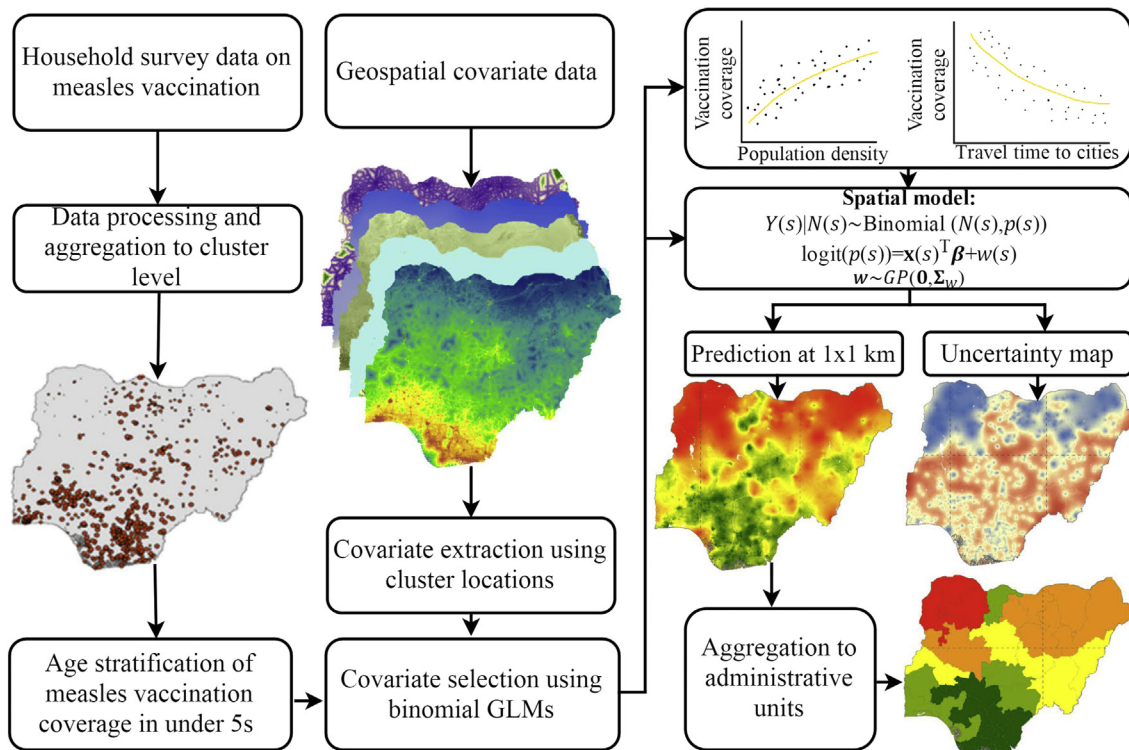 Household survey data on
measles vaccination
Data processing and
aggregation to cluster
level
Age stratification of
measles vaccination
coverage in under 5s
Geospatial covariate data
Covariate extraction using
cluster locations
Covariate selection using
binomial GLMs
Vaccination
coverage
Population density
Vaccination
coverage
Travel time to cities
Spatial model:
Y(s)|N(s)~Binomial (N(s),p(s))
logit(p(s))=x(s)ᵀβ+w(s)
w~GP(0,Σ_w)
Prediction at 1x1 km
Uncertainty map
Aggregation to
administrative
units